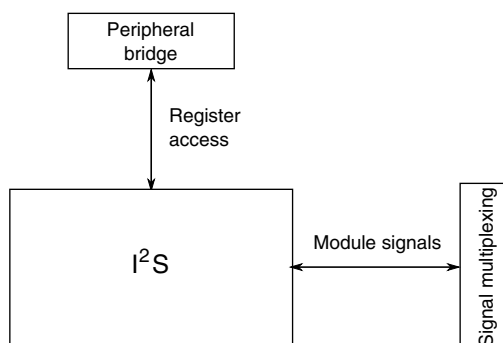 Peripheral
bridge
Register
access
I²S
Module signals
Signal multiplexing